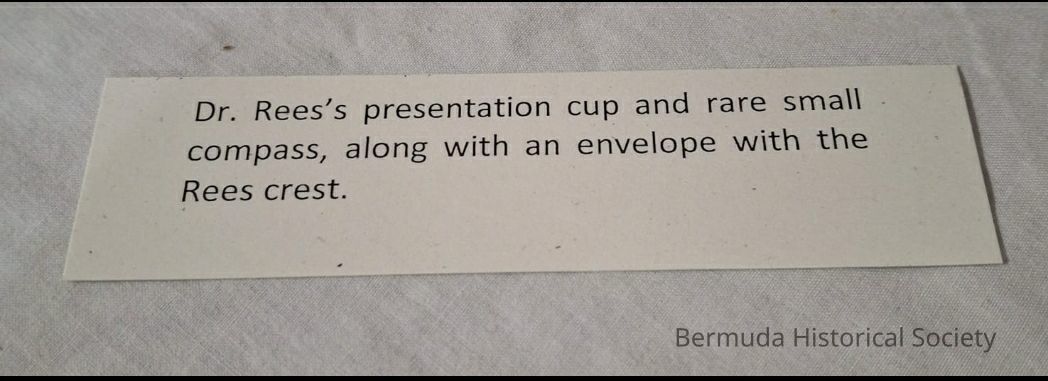 Dr. Rees’s presentation cup and rare small
compass, along with an envelope with the
Rees crest.
Bermuda Historical Society